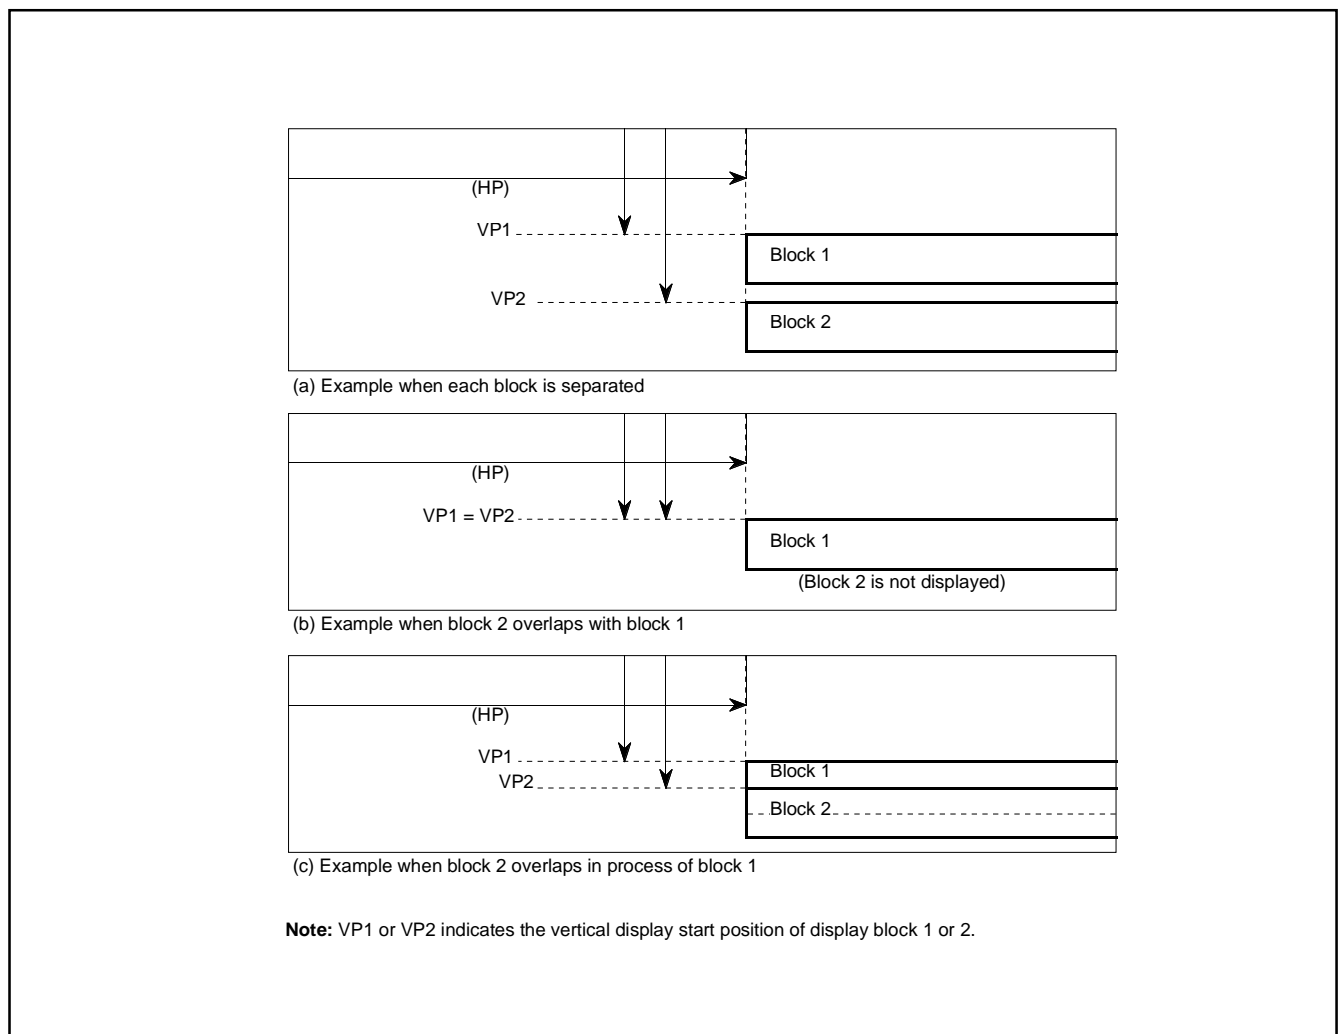 (HP)
VP1
Block 1
VP2
Block 2
(a) Example when each block is separated
(HP)
VP1 = VP2
Block 1
(Block 2 is not displayed)
(b) Example when block 2 overlaps with block 1
(HP)
VP1
Block 1
VP2
Block 2
(c) Example when block 2 overlaps in process of block 1
Note: VP1 or VP2 indicates the vertical display start position of display block 1 or 2.